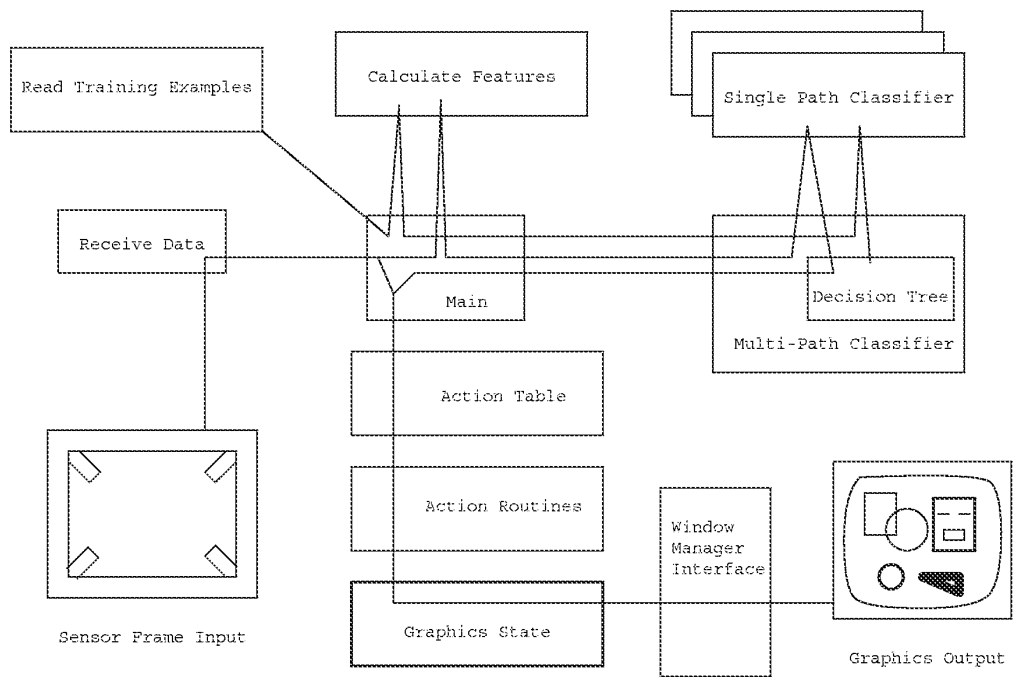 Read Training Examples
Calculate Features
Single Path Classifier
Receive Data
Main
Decision Tree
Multi-Path Classifier
Action Table
Action Routines
Window
Manager
Interface
Graphics State
Sensor Frame Input
Graphics Output